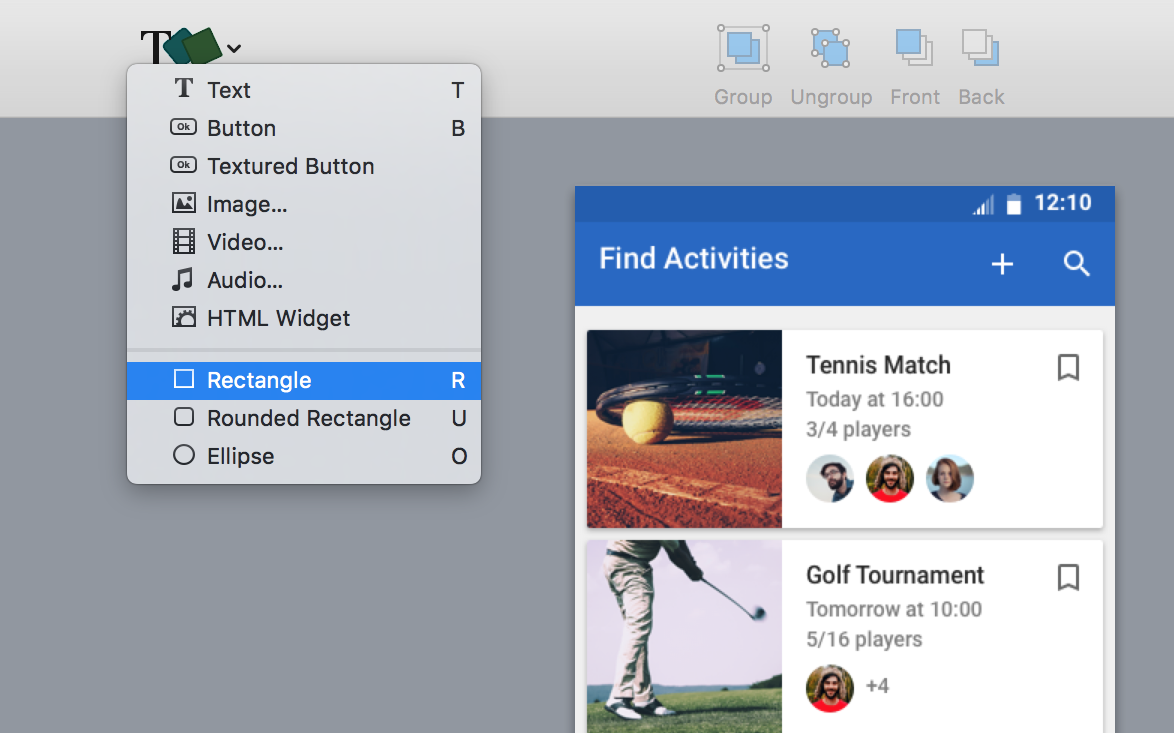 T
Group Ungroup Front Back
T Text T
Ok Button B
Ok Textured Button
Image...
Video...
Audio...
HTML Widget
Rectangle R
Rounded Rectangle U
Ellipse O
12:10
Find Activities
Tennis Match
Today at 16:00
3/4 players
Golf Tournament
Tomorrow at 10:00
5/16 players
+4